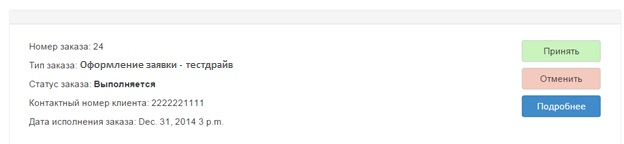 Номер заказа: 24
Тип заказа: Оформление заявки - тестдрайв
Статус заказа: Выполняется
Контактный номер клиента: 2222221111
Дата исполнения заказа: Dec. 31, 2014 3 p.m.
Принять
Отменить
Подробнее